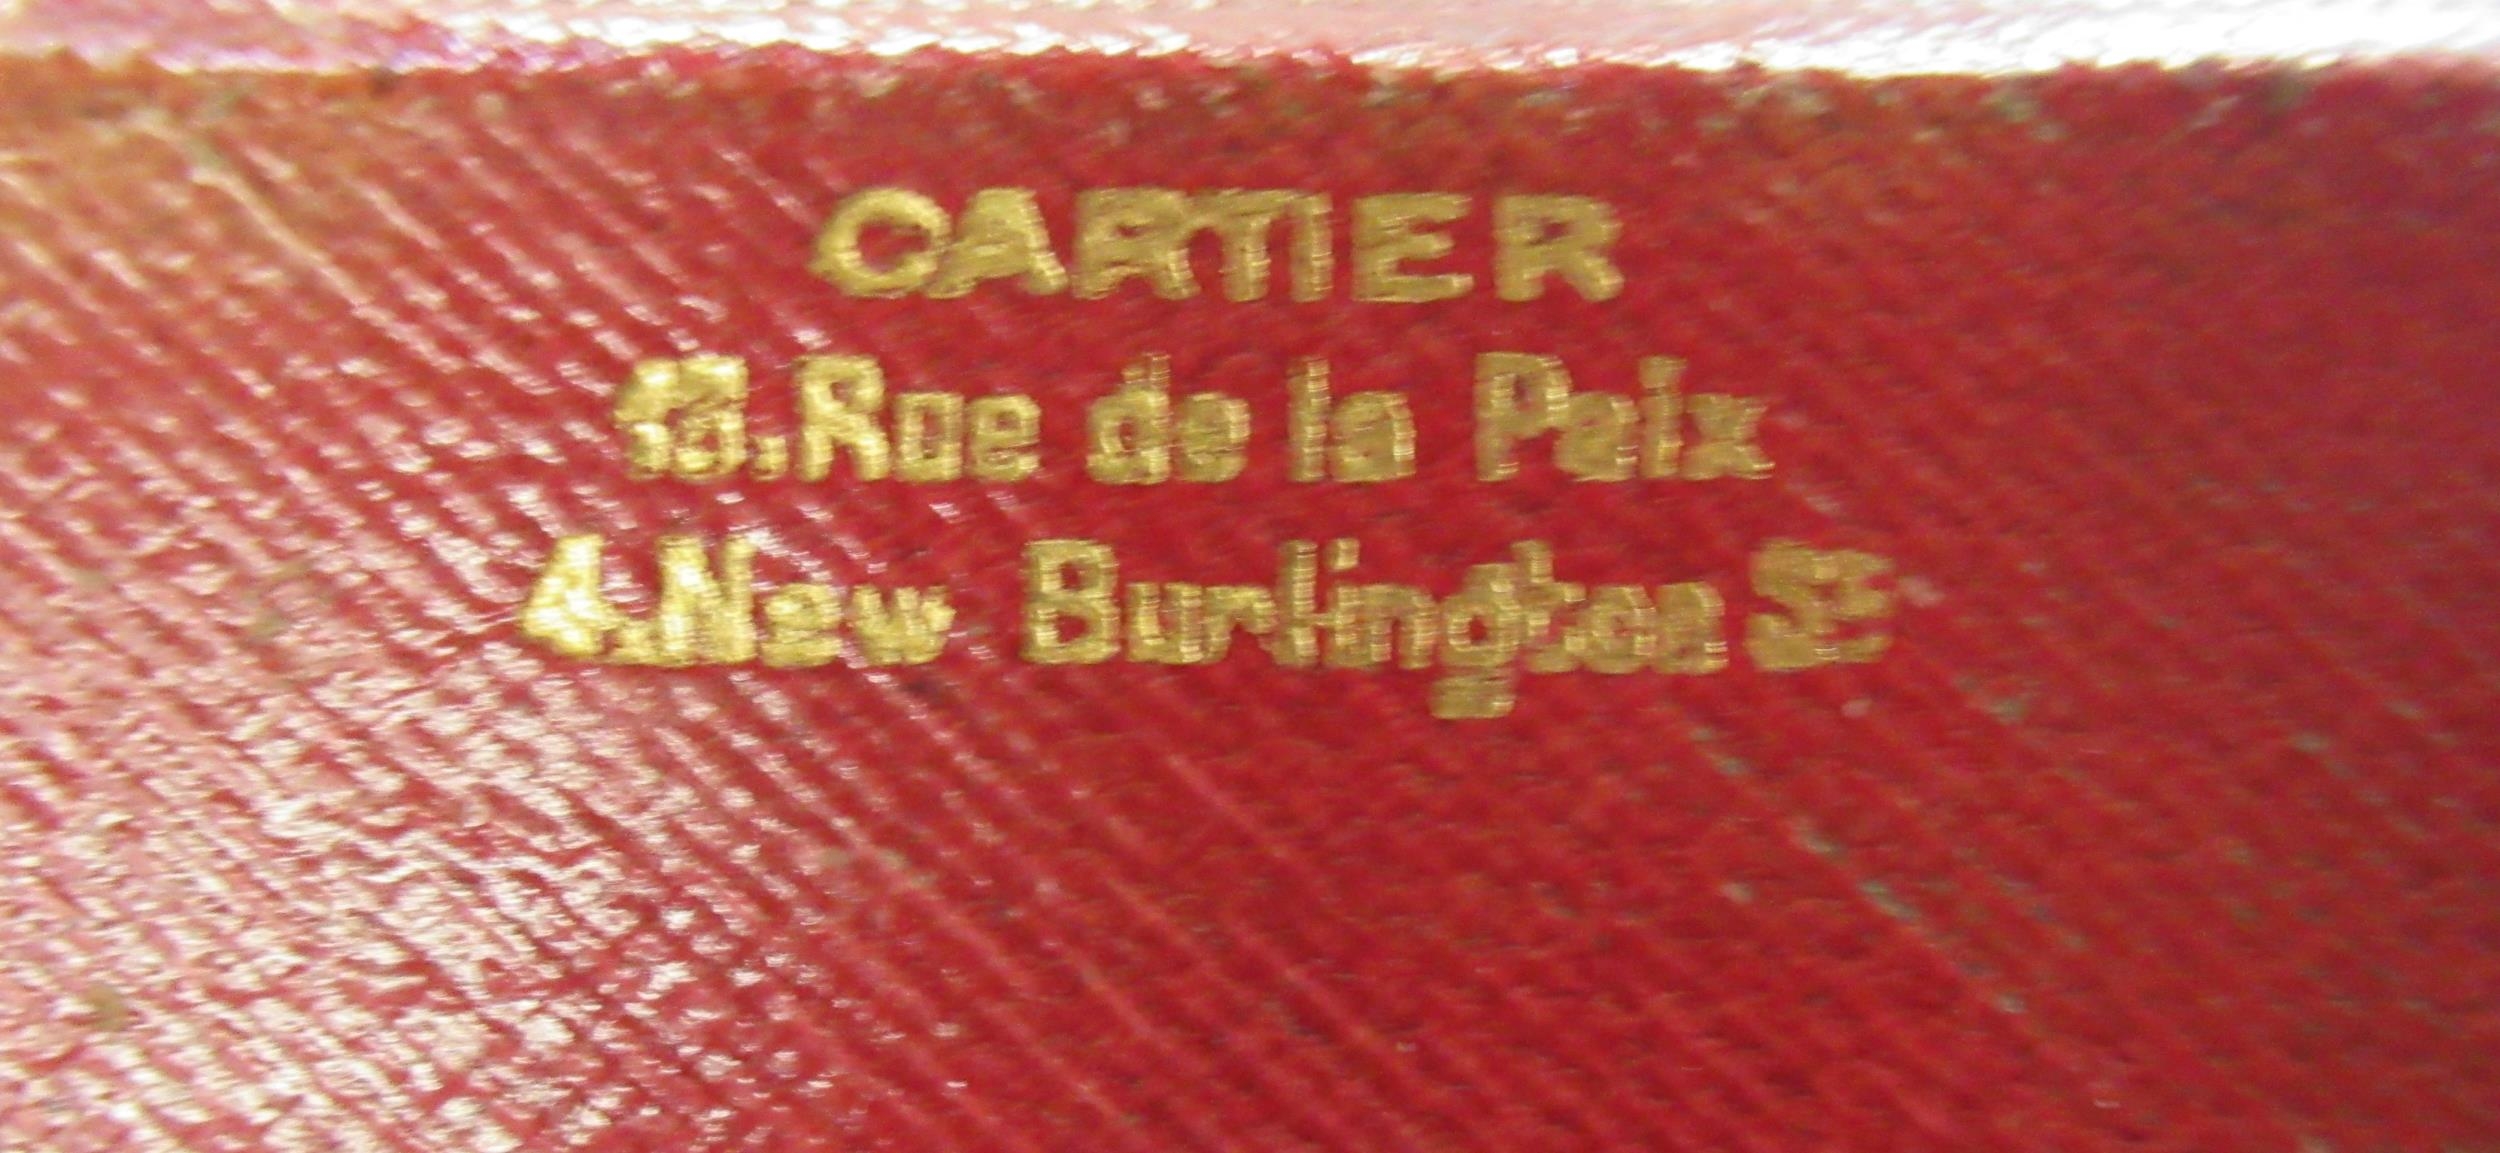 CARTIER
13, Rue de la Paix
4, New Burlington St